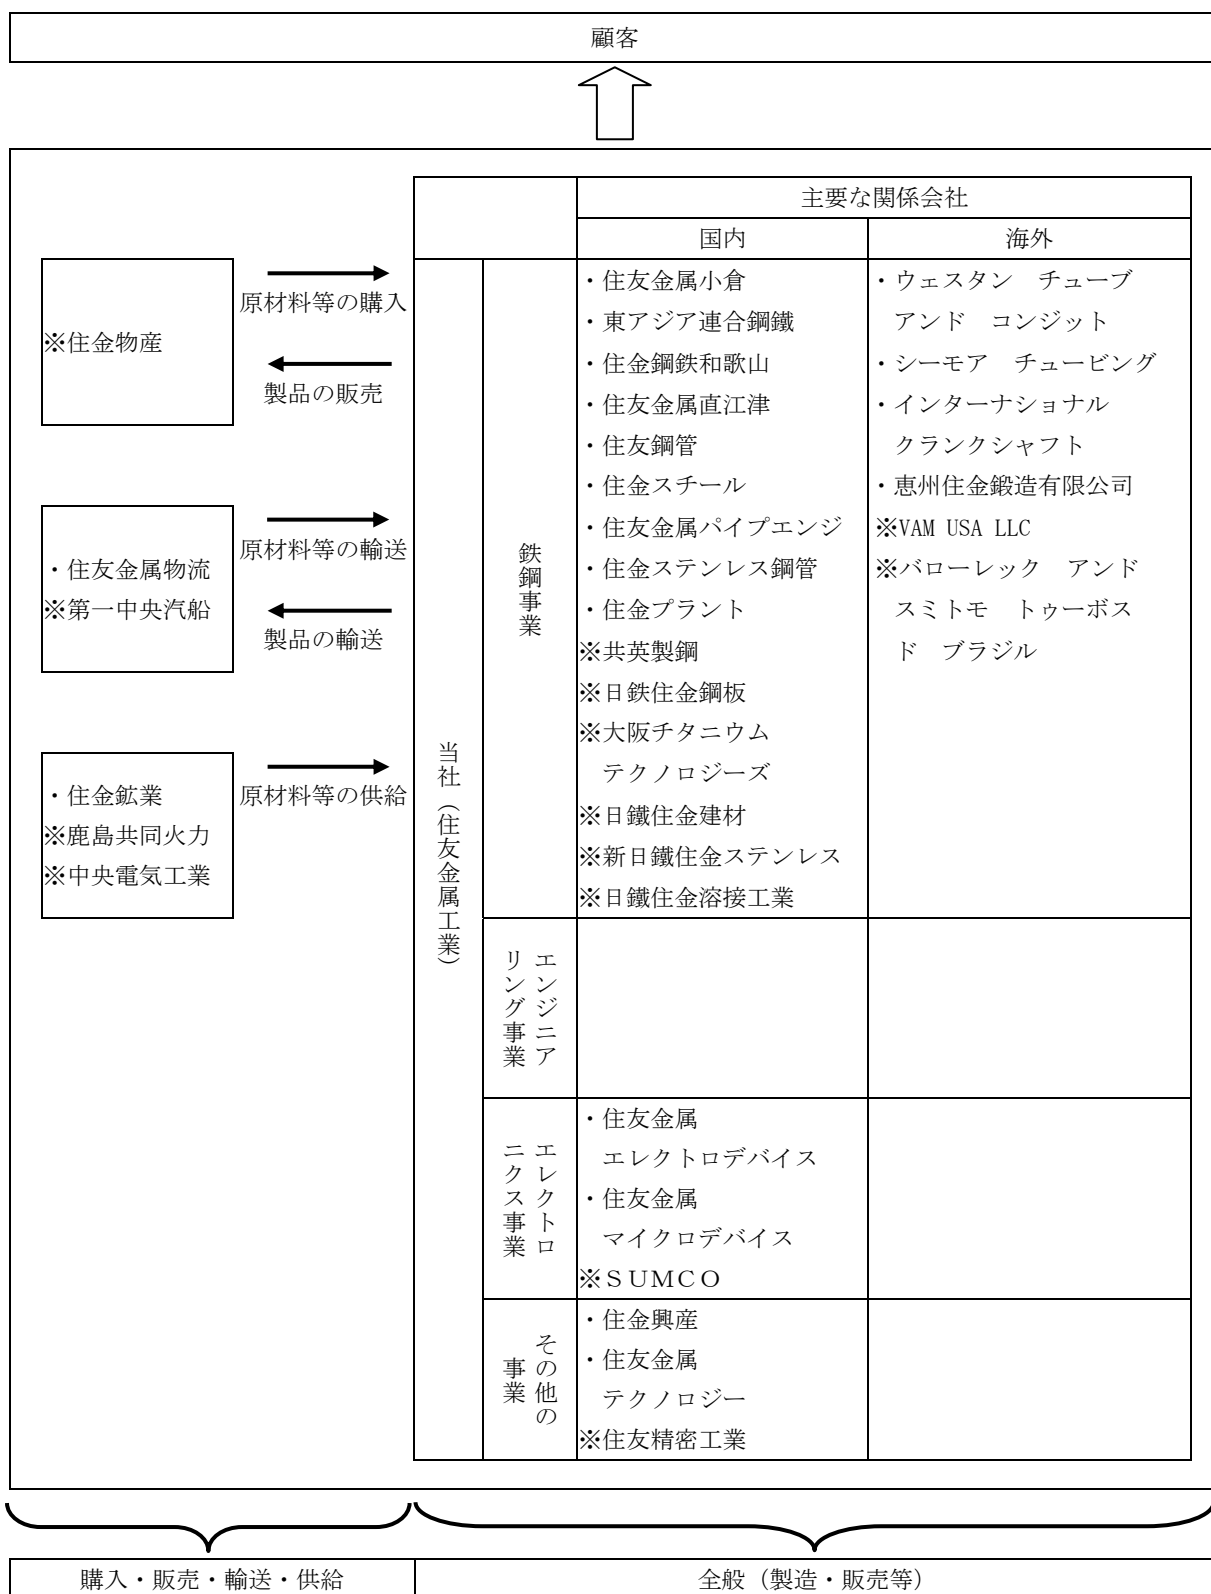 顧客
主要な関係会社
国内
海外
※住金物産
原材料等の購入
製品の販売
・住友金属物流
※第一中央汽船
原材料等の輸送
製品の輸送
・住金鉱業
※鹿島共同火力
※中央電気工業
原材料等の供給
当社（住友金属工業）
鉄鋼事業
・住友金属小倉
・東アジア連合鋼鐵
・住金鋼鉄和歌山
・住友金属直江津
・住友鋼管
・住金スチール
・住友金属パイプエンジ
・住金ステンレス鋼管
・住金プラント
※共英製鋼
※日鉄住金鋼板
※大阪チタニウム
テクノロジーズ
※日鐵住金建材
※新日鐵住金ステンレス
※日鐵住金溶接工業
・ウェスタン　チューブ
アンド　コンジット
・シーモア　チュービング
・インターナショナル
クランクシャフト
・恵州住金鍛造有限公司
※VAM USA LLC
※バローレック　アンド
スミトモ　トゥーボス
ド　ブラジル
エンジニア
リング事業
エレクトロ
ニクス事業
・住友金属
エレクトロデバイス
・住友金属
マイクロデバイス
※ＳＵＭＣＯ
その他の
事業
・住金興産
・住友金属
テクノロジー
※住友精密工業
購入・販売・輸送・供給
全般（製造・販売等）